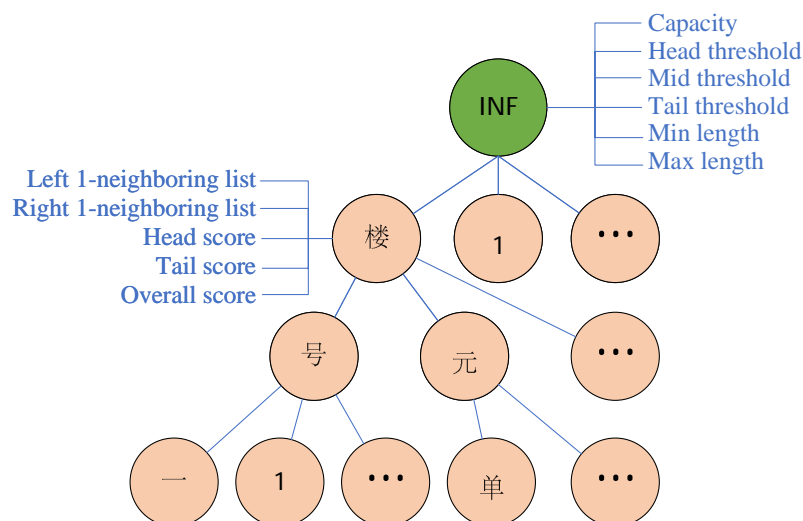 Capacity
Head threshold
Mid threshold
Tail threshold
Min length
Max length
INF
Left 1-neighboring list
Right 1-neighboring list
Head score
Tail score
Overall score
楼
1
...
号
元
...
一
1
...
单
...